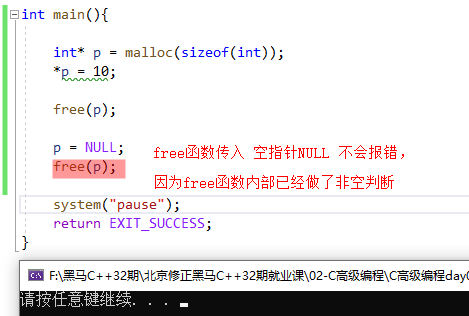 int main(){
int* p = malloc(sizeof(int));
*p = 10;
free(p);
p = NULL;
free(p);
free函数传入 空指针NULL 不会报错，
因为free函数内部已经做了非空判断
system("pause");
return EXIT_SUCCESS;
}
F:\黑马C++32期\北京修正黑马C++32期就业课\02-C高级编程\C高级编程day0
请按任意键继续. . .